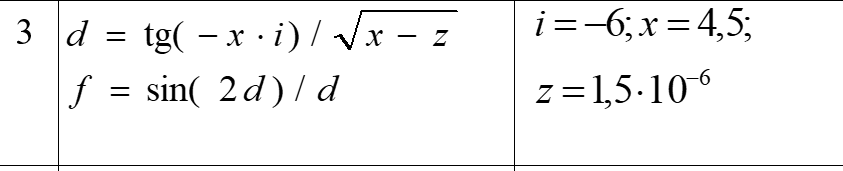 3 d = tg( − x · i) / √x − z i = −6; x = 4,5;
f = sin( 2d) / d z = 1,5·10⁻⁶